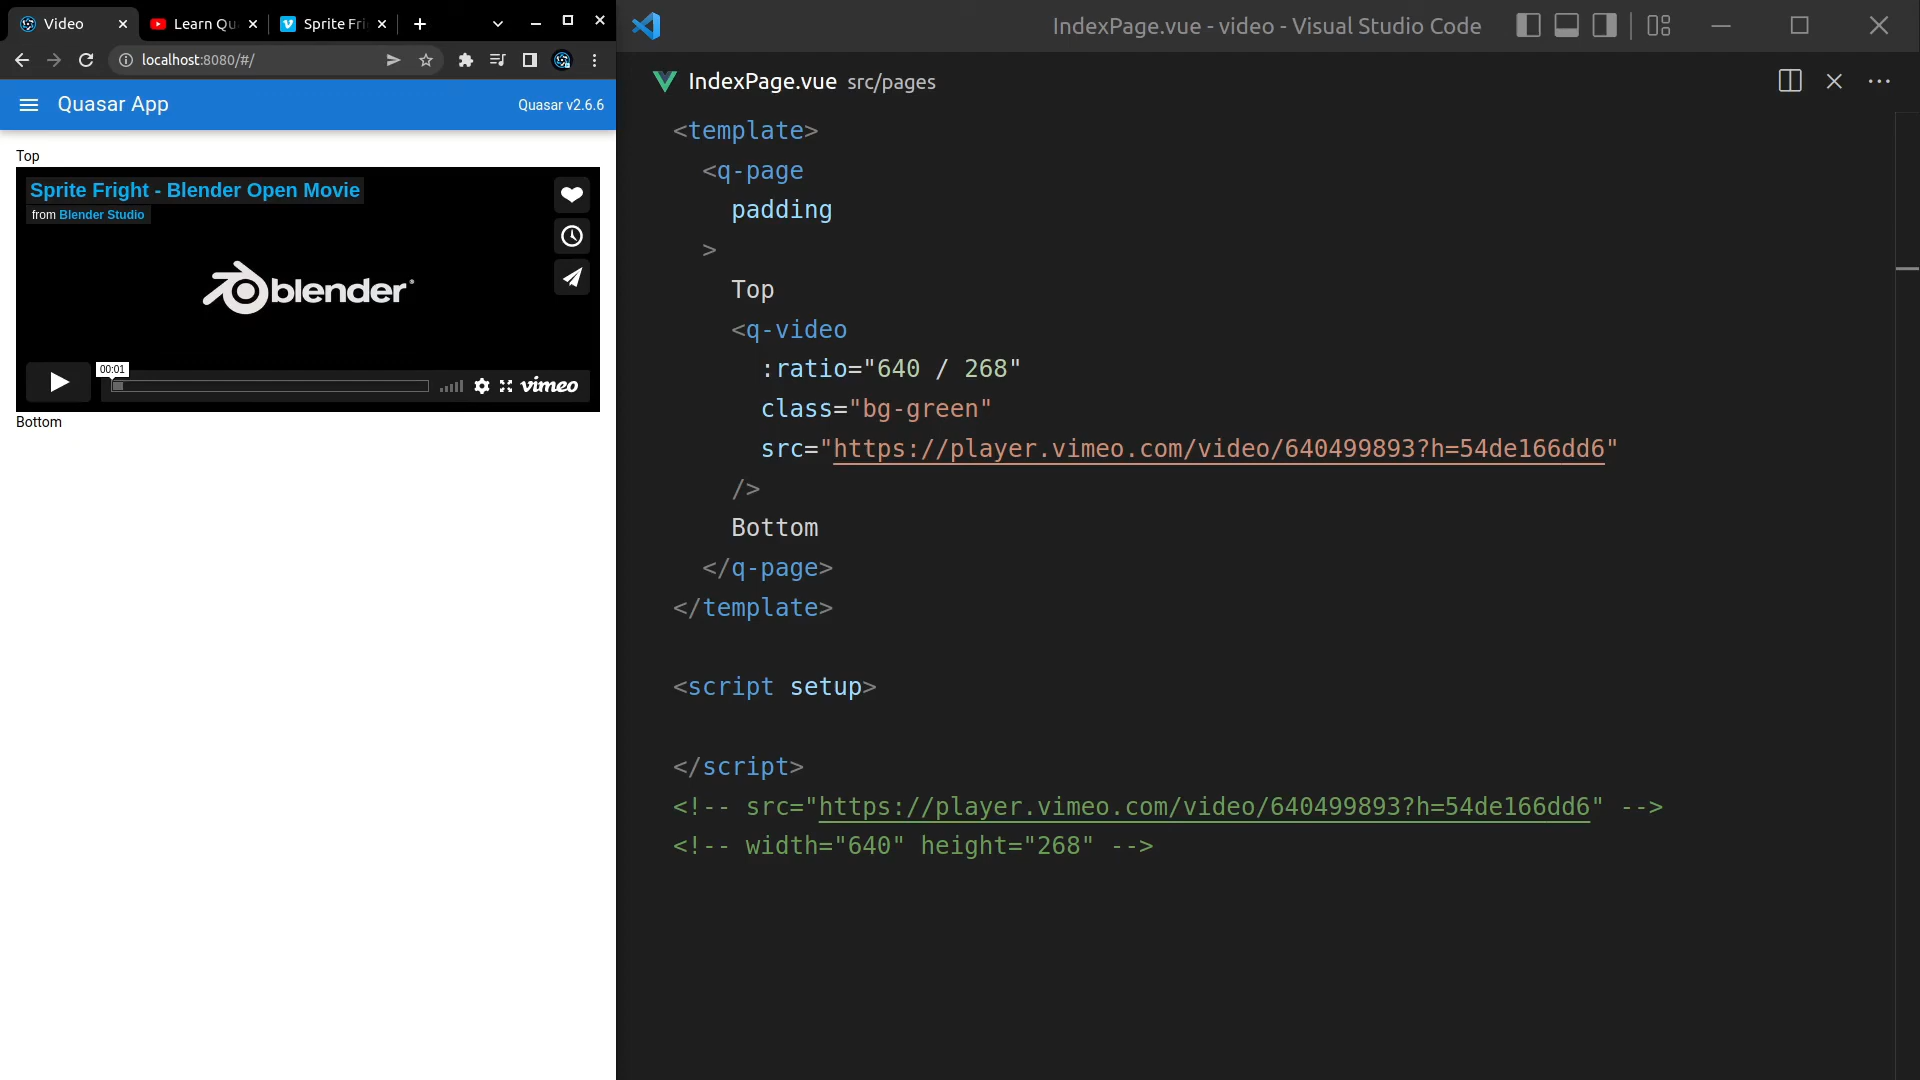 Video
Learn Qu
Sprite Fri
localhost:8080/#/
Quasar App
Quasar v2.6.6
Top
Sprite Fright - Blender Open Movie
from Blender Studio
blender
00:01
vimeo
Bottom
IndexPage.vue - video - Visual Studio Code
IndexPage.vue src/pages
<template>
  <q-page
    padding
  >
    Top
    <q-video
      :ratio="640 / 268"
      class="bg-green"
      src="https://player.vimeo.com/video/640499893?h=54de166dd6"
    />
    Bottom
  </q-page>
</template>
<script setup>
</script>
<!-- src="https://player.vimeo.com/video/640499893?h=54de166dd6" -->
<!-- width="640" height="268" -->